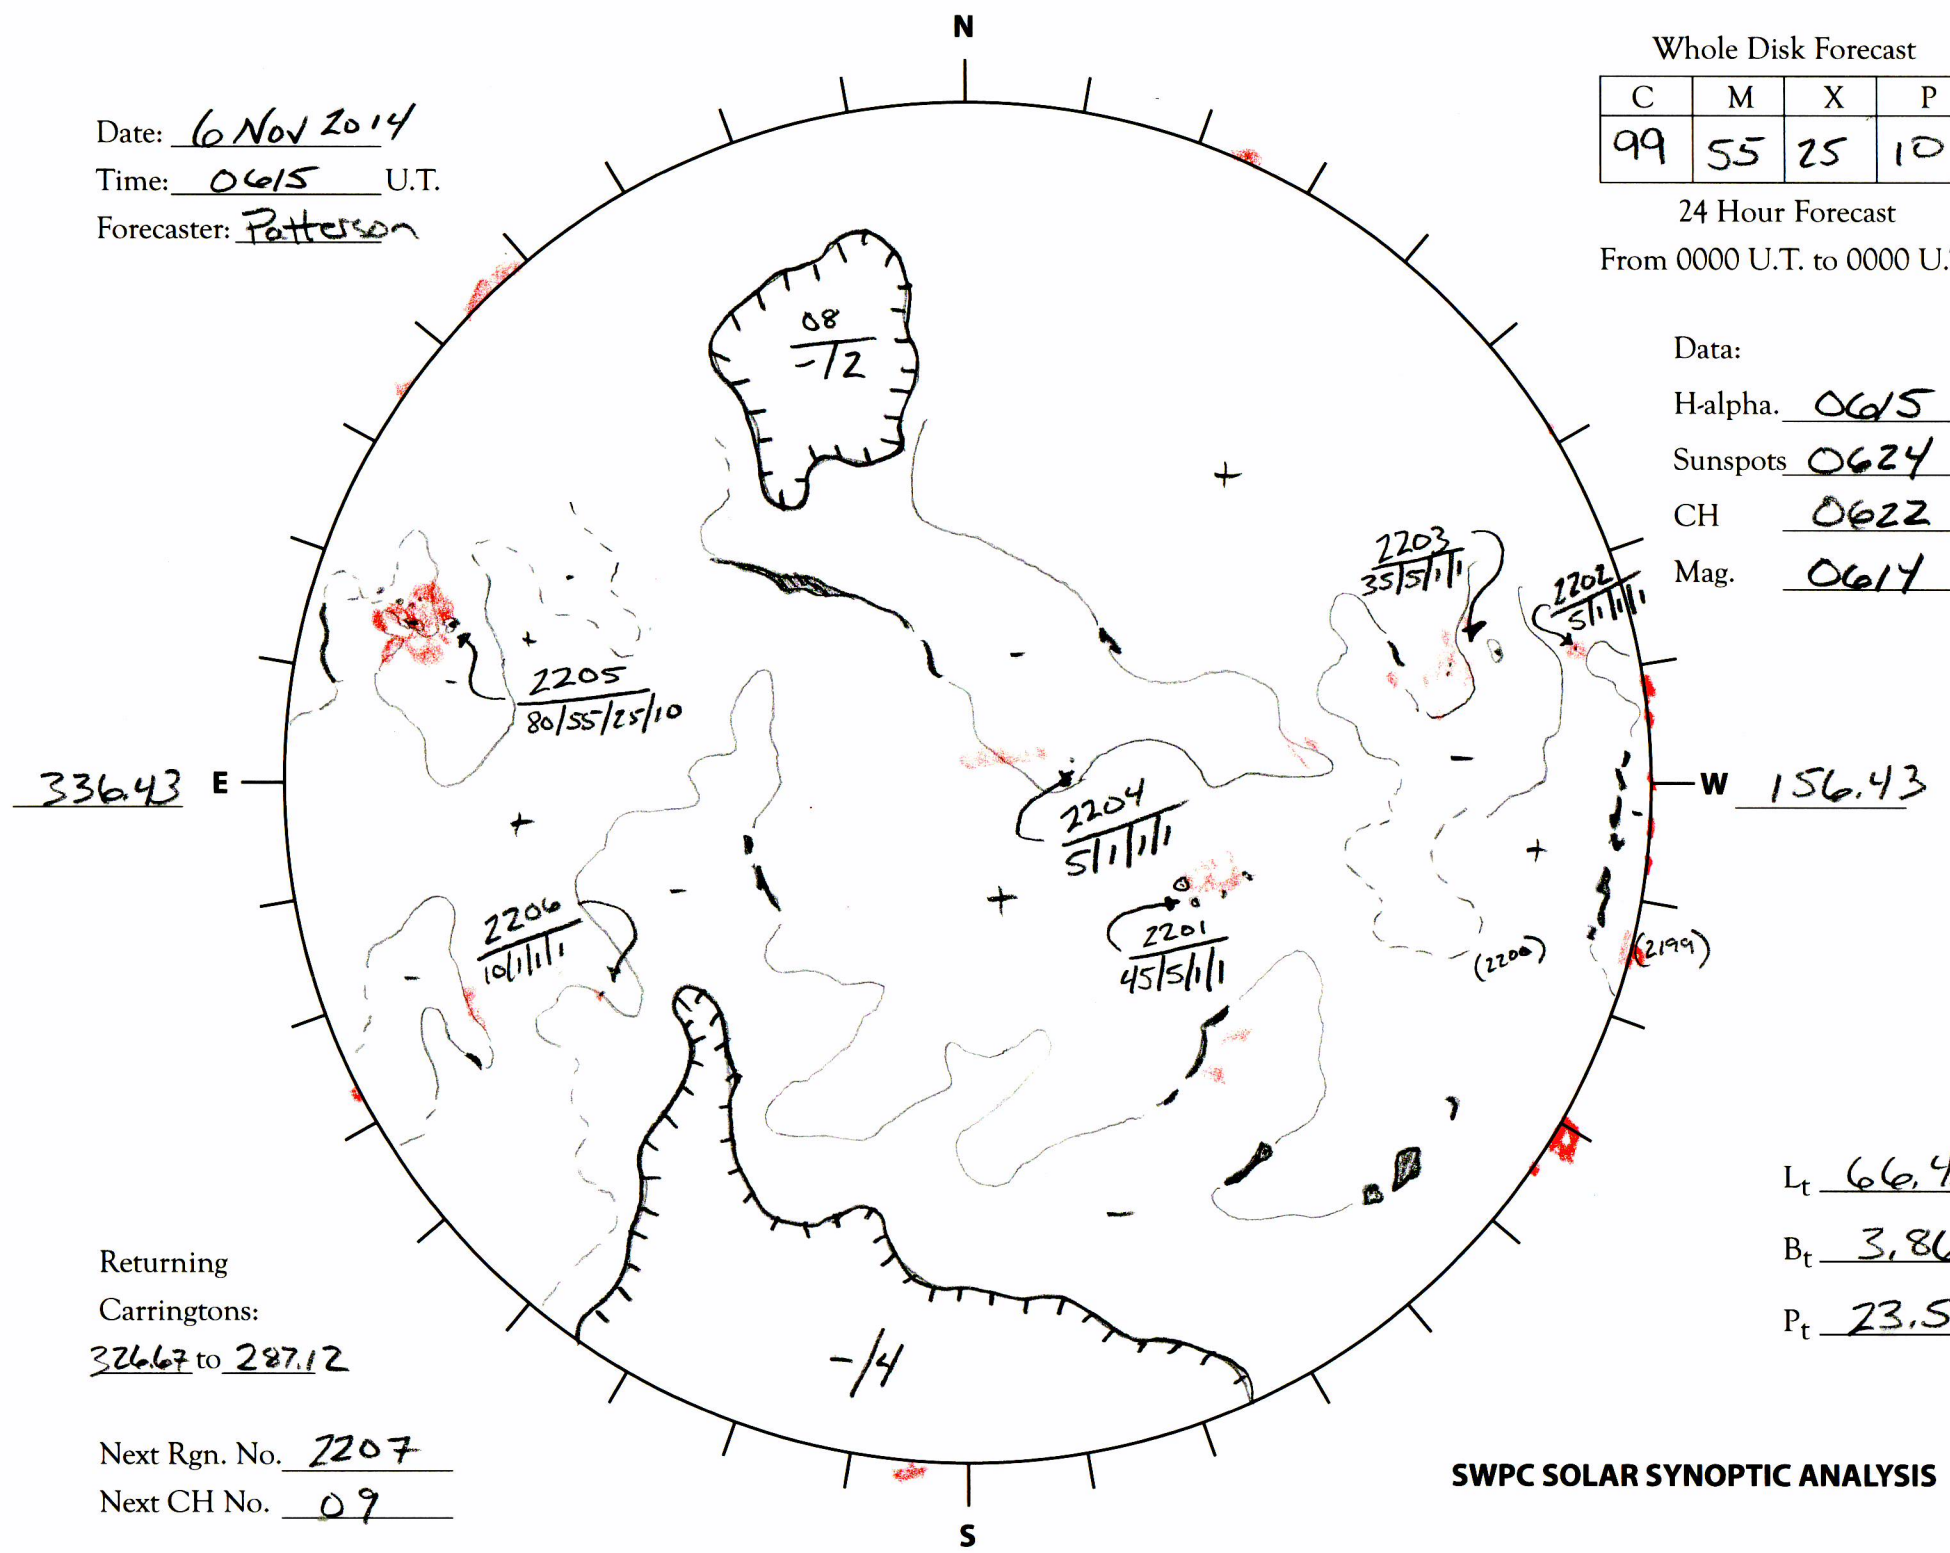 N
Date: 6 Nov 2014
Time: 0615 U.T.
Forecaster: Patterson
Whole Disk Forecast
C M X P
99 55 25 10
24 Hour Forecast
From 0000 U.T. to 0000 U.
Data:
H-alpha. 0615
Sunspots 0624
CH 0622
Mag. 0614
08
-/2
+
2203
35/5/1/1
2202
5/1/1/1
+
2205
80/55/25/10
-
-
-
336.43 E
W 156.43
2204
5/1/1/1
+
-
+
+
2201
45/5/1/1
2206
10/1/1/1
-
(2200)
(2199)
-
-/4
Lt 66.4
Bt 3.86
Pt 23.5
Returning
Carringtons:
326.67 to 287.12
Next Rgn. No. 2207
Next CH No. 09
SWPC SOLAR SYNOPTIC ANALYSIS
S